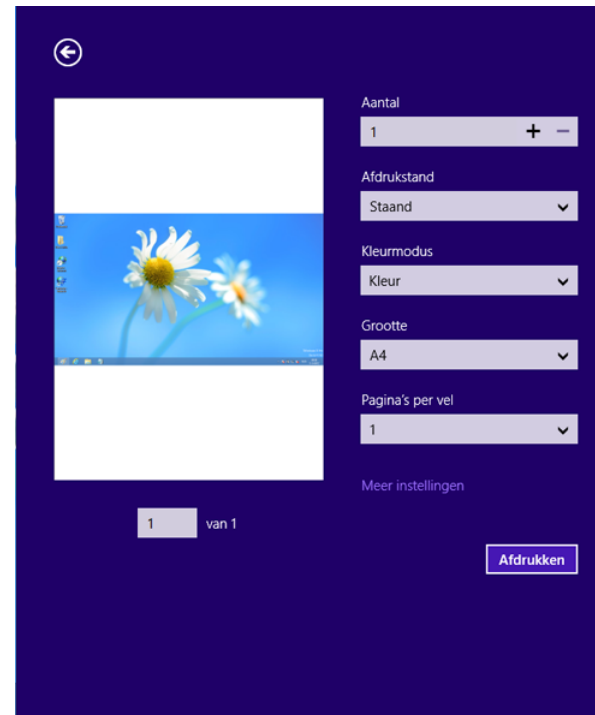 Aantal
1
Afdrukstand
Staand
Kleurmodus
Kleur
Grootte
A4
Pagina's per vel
1
Meer instellingen
1 van 1
Afdrukken